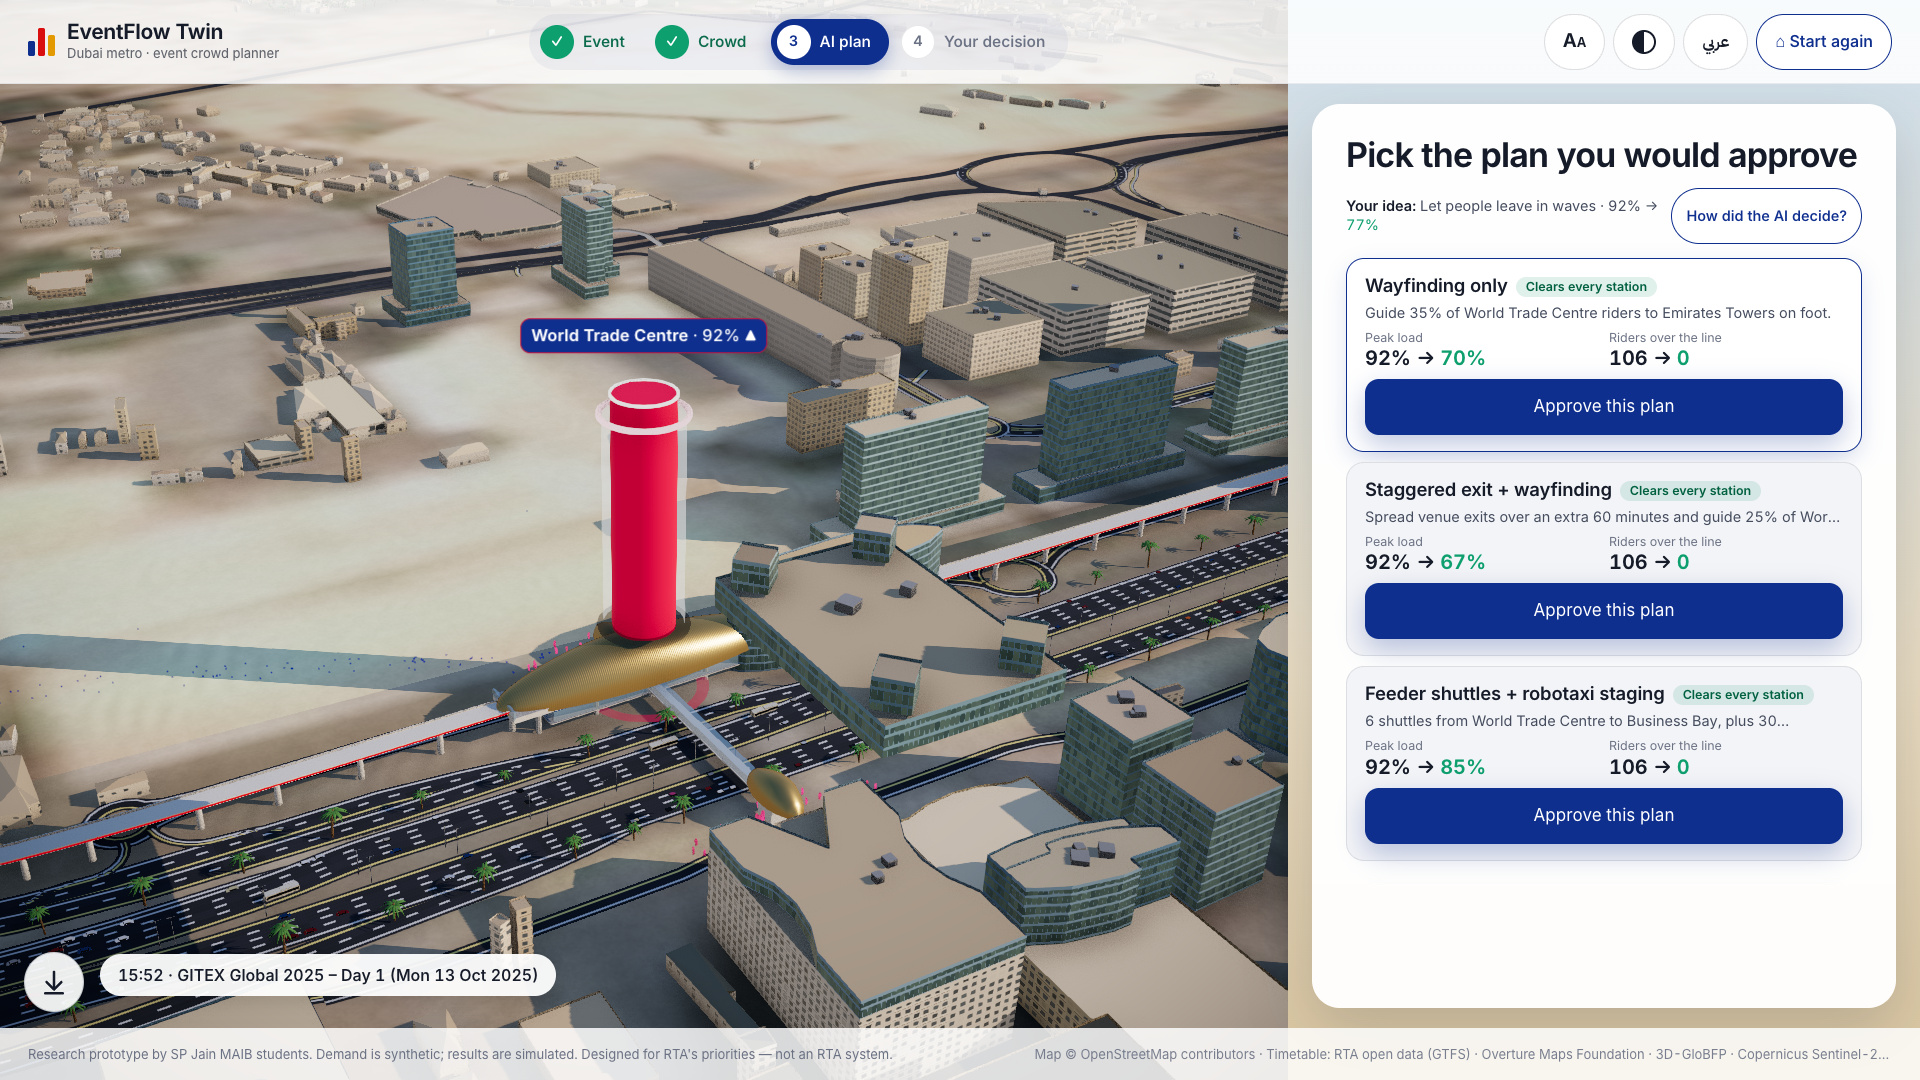 EventFlow Twin
Dubai metro · event crowd planner
Event
Crowd
3 AI plan
4 Your decision
AA
عربي
⌂ Start again
Pick the plan you would approve
Your idea: Let people leave in waves · 92% →
77%
How did the AI decide?
Wayfinding only Clears every station
Guide 35% of World Trade Centre riders to Emirates Towers on foot.
Peak load Riders over the line
92% → 70% 106 → 0
Approve this plan
Staggered exit + wayfinding Clears every station
Spread venue exits over an extra 60 minutes and guide 25% of Wor...
Peak load Riders over the line
92% → 67% 106 → 0
Approve this plan
Feeder shuttles + robotaxi staging Clears every station
6 shuttles from World Trade Centre to Business Bay, plus 30...
Peak load Riders over the line
92% → 85% 106 → 0
Approve this plan
World Trade Centre · 92% ▲
15:52 · GITEX Global 2025 – Day 1 (Mon 13 Oct 2025)
Research prototype by SP Jain MAIB students. Demand is synthetic; results are simulated. Designed for RTA's priorities — not an RTA system.
Map © OpenStreetMap contributors · Timetable: RTA open data (GTFS) · Overture Maps Foundation · 3D-GloBFP · Copernicus Sentinel-2...